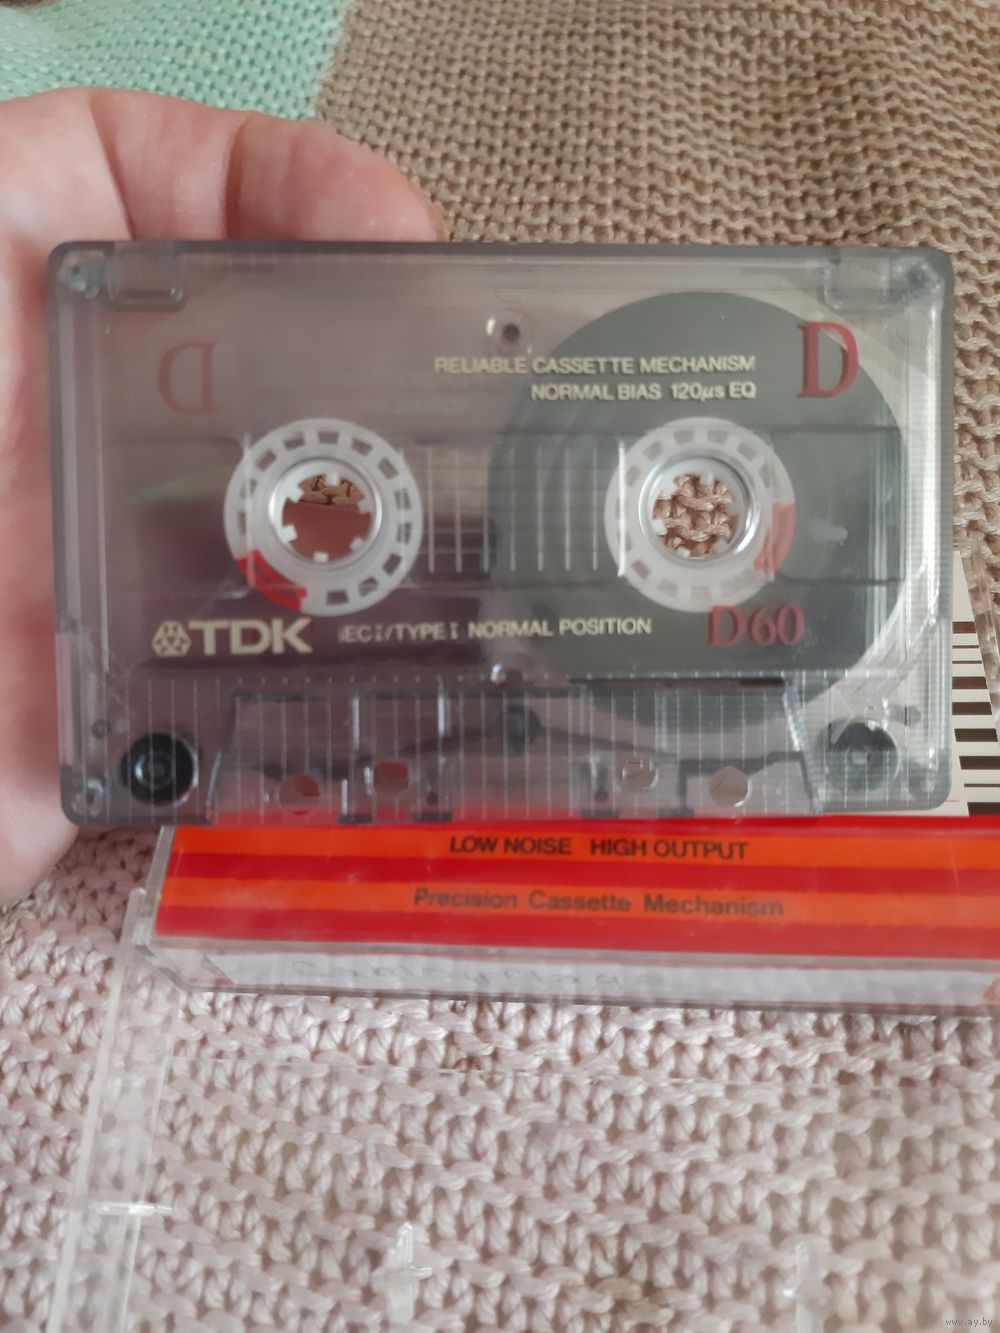 D
D
RELIABLE CASSETTE MECHANISM
NORMAL BIAS 120µs EQ
TDK IECI/TYPE I NORMAL POSITION
D60
LOW NOISE HIGH OUTPUT
Precision Cassette Mechanism
www.ay.by